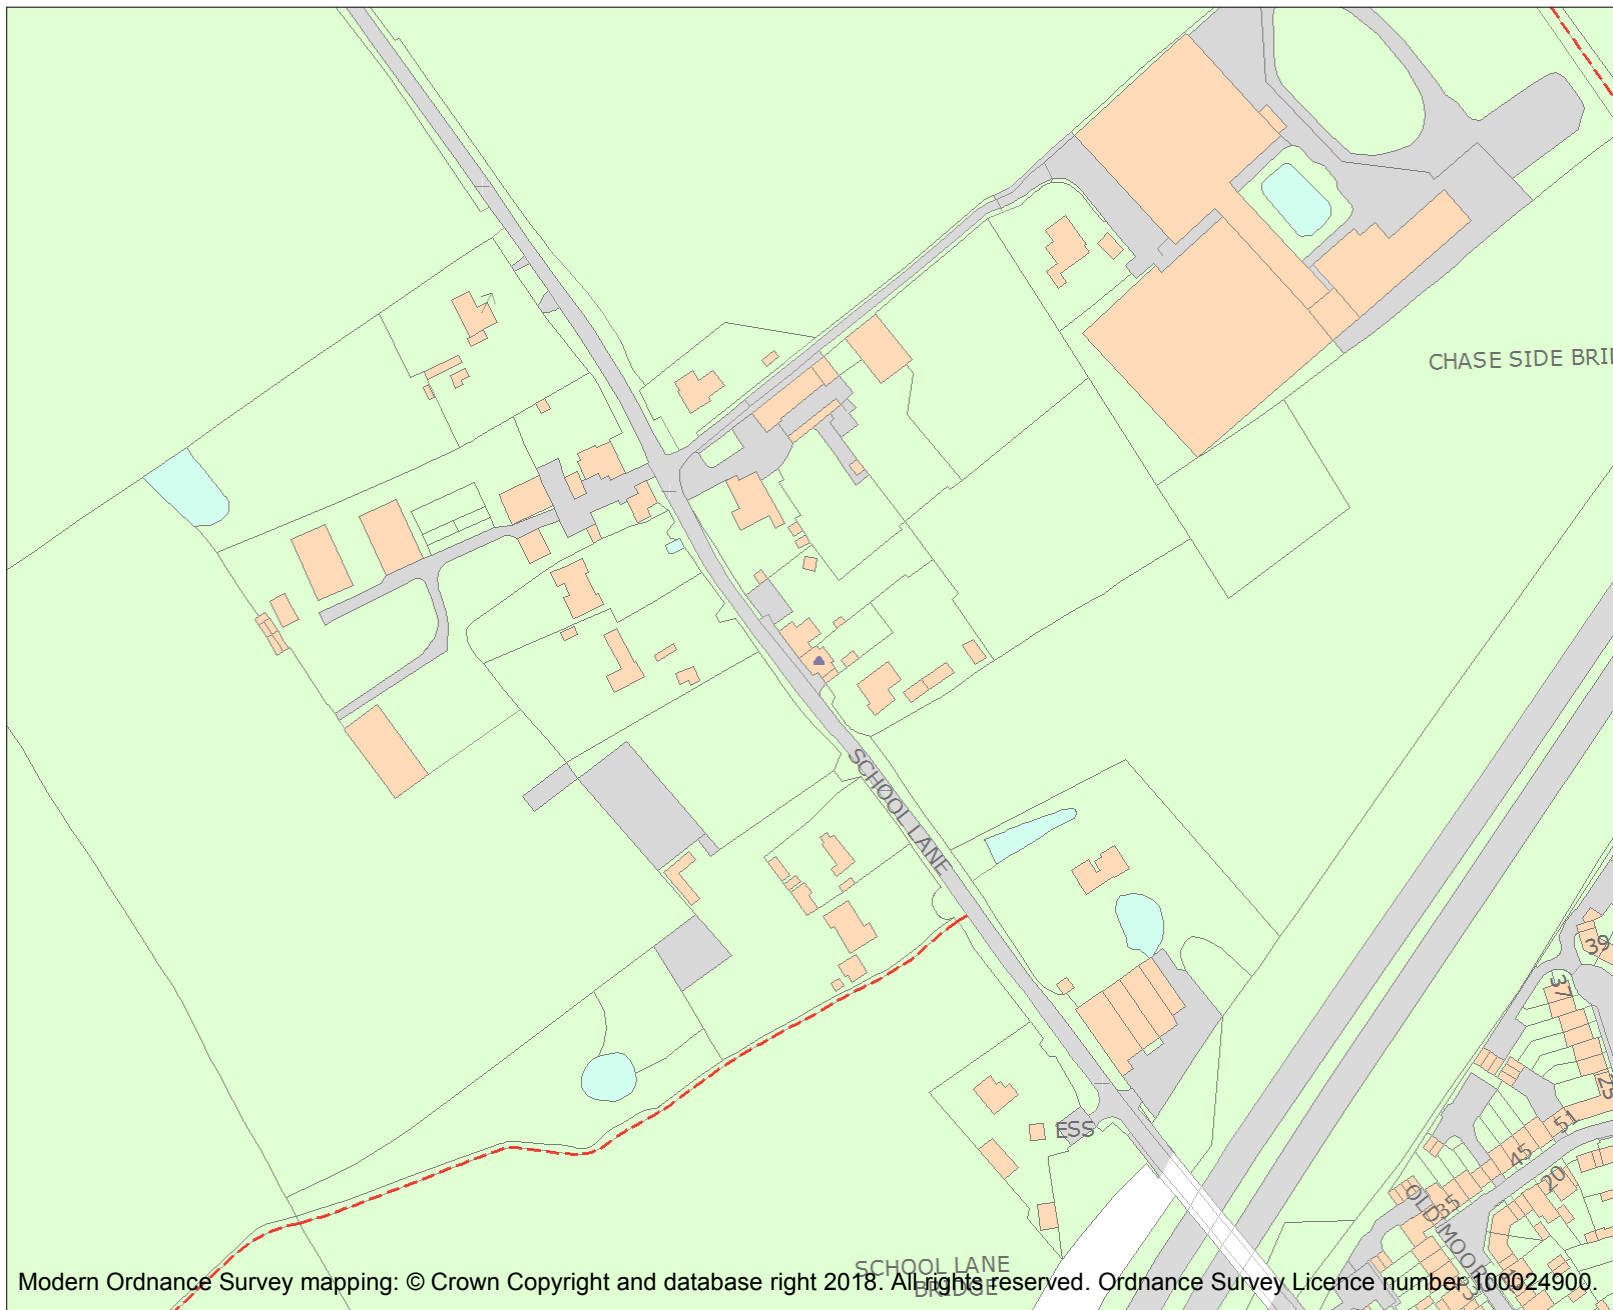 CHASE SIDE BRI
SCHOOL LANE
39
37
25
51
45
20
35
ESS
OLD MOOR
SCHOOL LANE
BRIDGE
Modern Ordnance Survey mapping: © Crown Copyright and database right 2018. All rights reserved. Ordnance Survey Licence number 100024900.